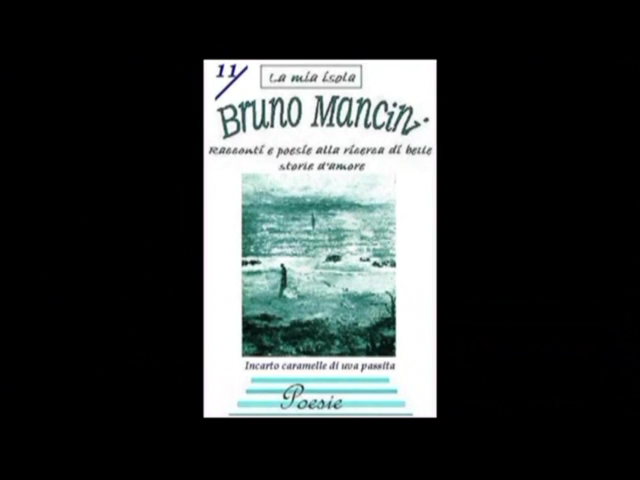 11/
La mia isola
Bruno Mancini
Racconti e poesie alla ricerca di belle
storie d'amore
Incarto caramelle di uva passita
Poesie